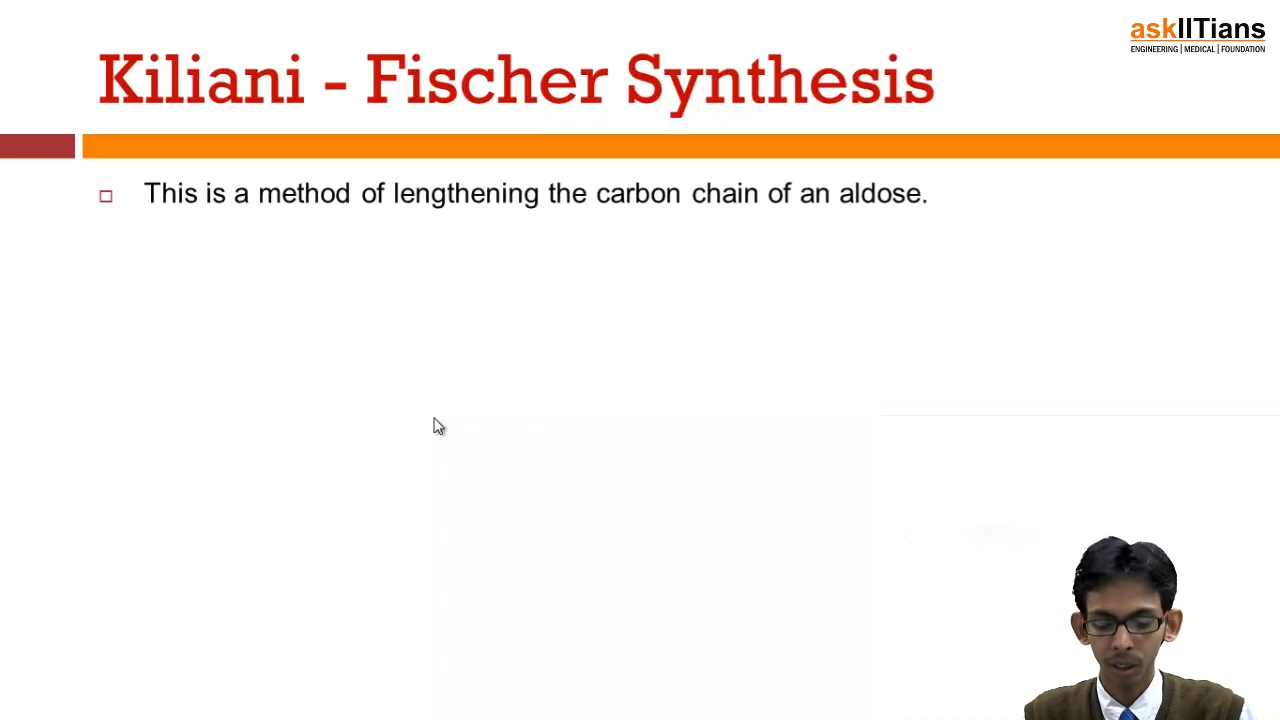 askIITians
ENGINEERING | MEDICAL | FOUNDATION
Kiliani - Fischer Synthesis
This is a method of lengthening the carbon chain of an aldose.